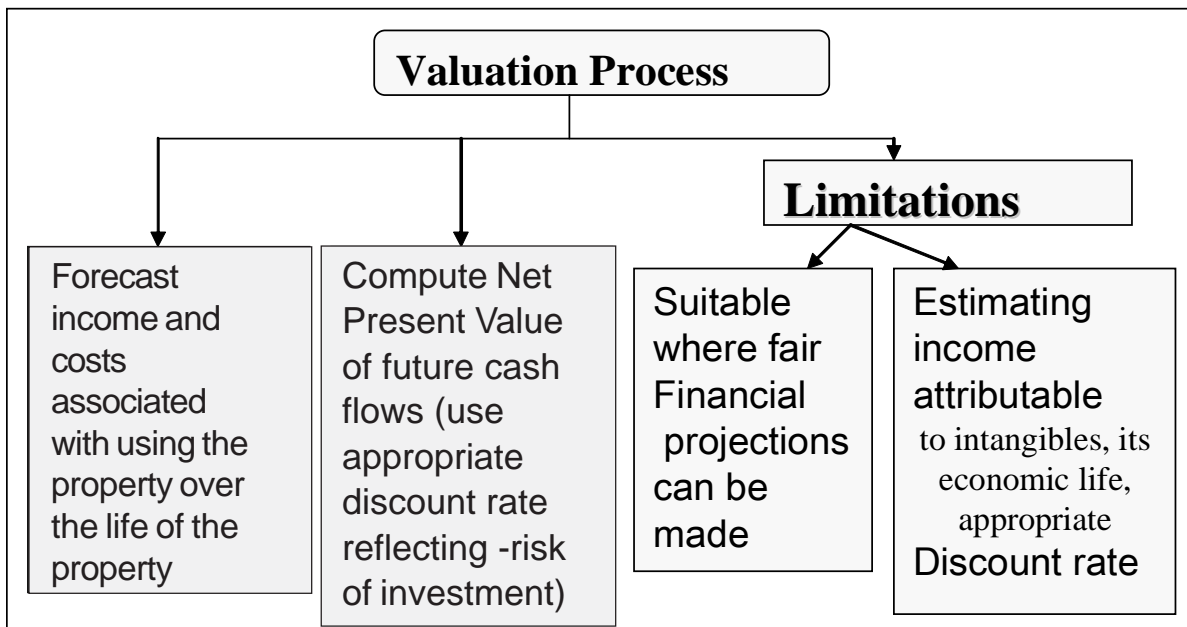 Valuation Process
Limitations
Forecast
income and
costs
associated
with using the
property over
the life of the
property
Compute Net
Present Value
of future cash
flows (use
appropriate
discount rate
reflecting -risk
of investment)
Suitable
where fair
Financial
projections
can be
made
Estimating
income
attributable
to intangibles, its
economic life,
appropriate
Discount rate